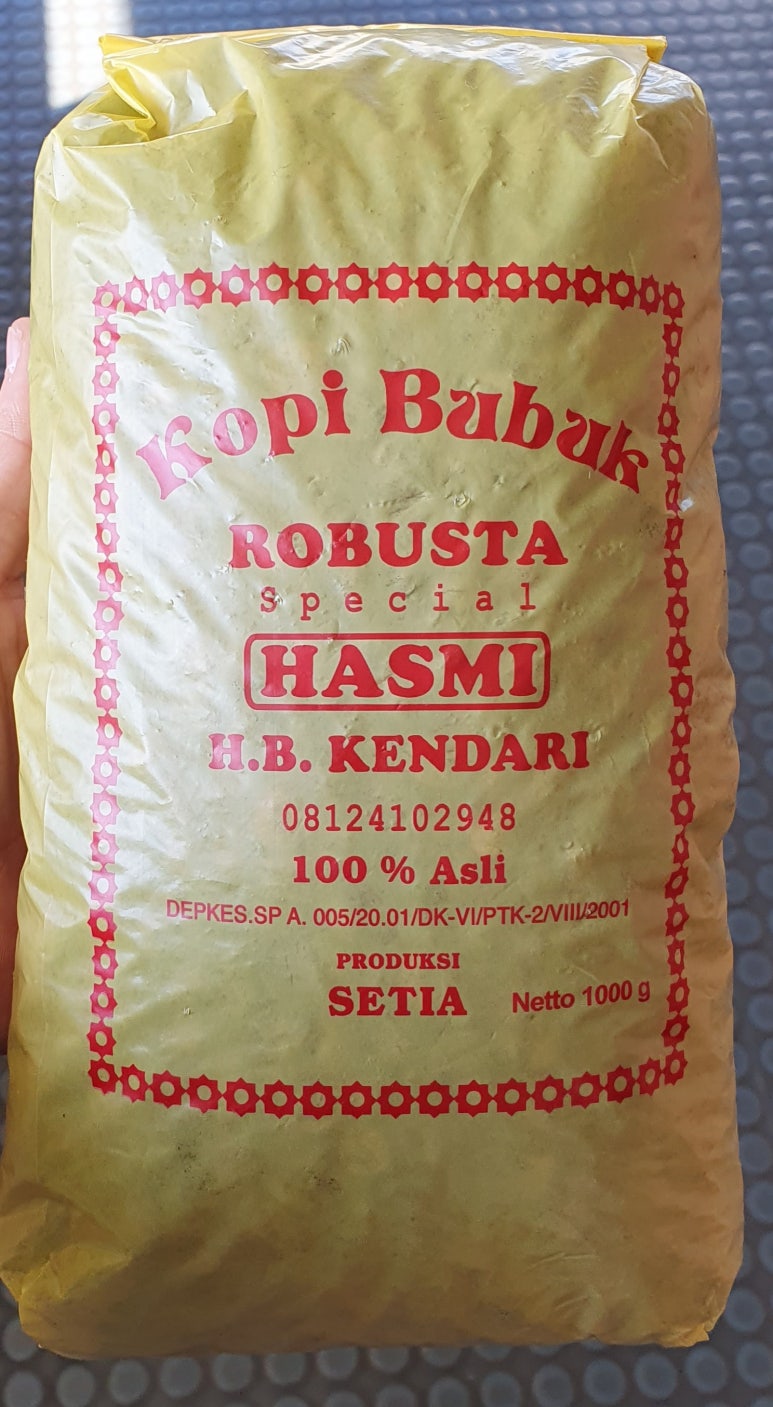 Kopi Bubuk
ROBUSTA
Special
HASMI
H.B. KENDARI
08124102948
100 % Asli
DEPKES.SP A. 005/20.01/DK-VI/PTK-2/VIII/2001
PRODUKSI
SETIA
Netto 1000 g